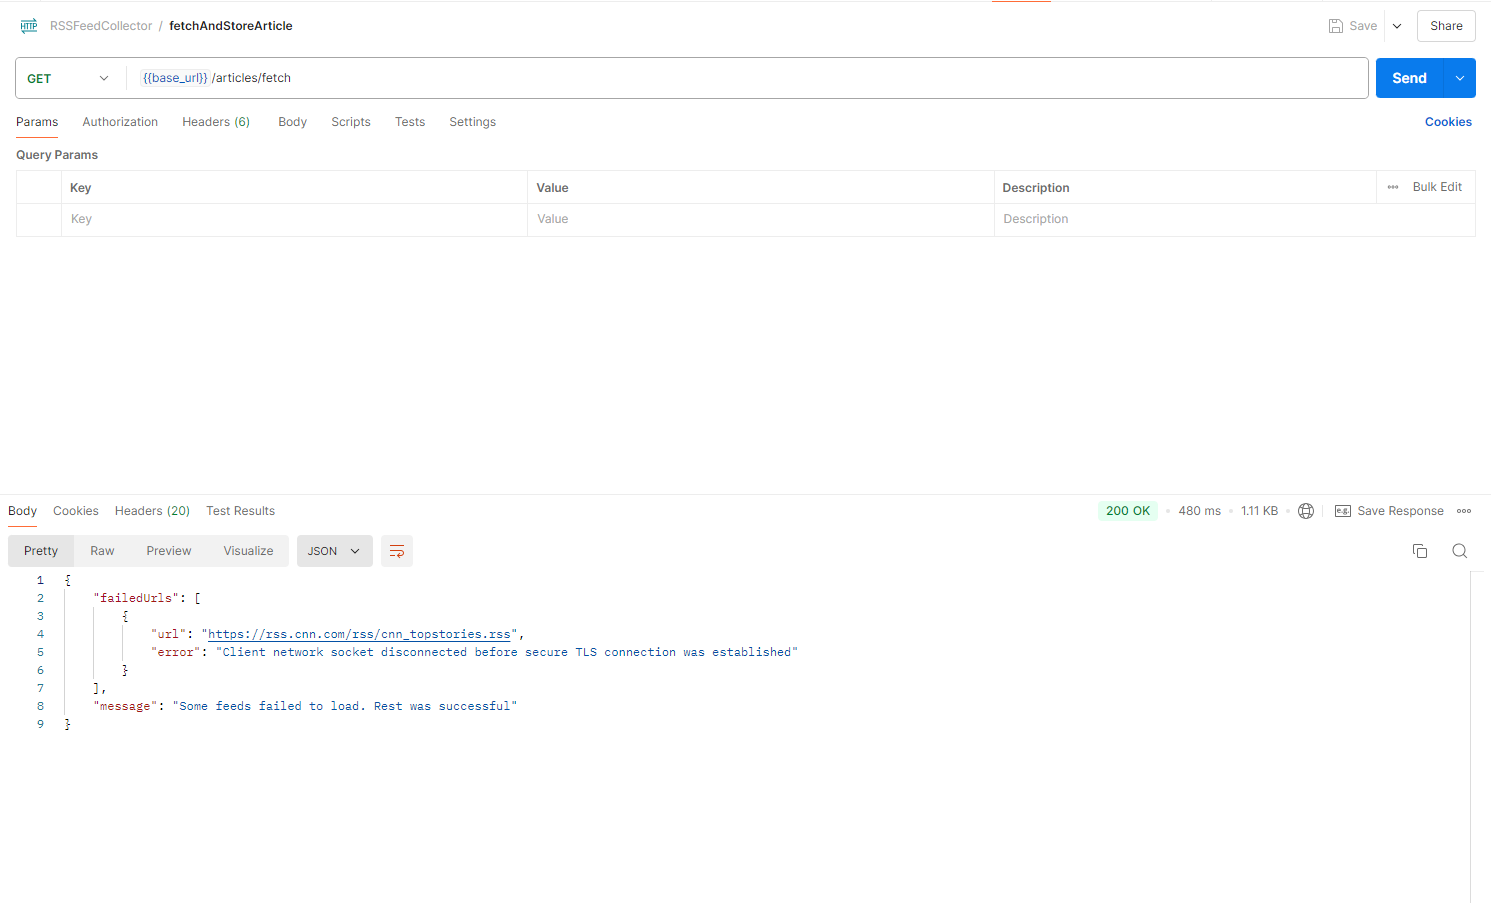 HTTP RSSFeedCollector / fetchAndStoreArticle Save Share
GET {{base_url}} /articles/fetch Send
Params Authorization Headers (6) Body Scripts Tests Settings Cookies
Query Params
Key Value Description Bulk Edit
Key Value Description
Body Cookies Headers (20) Test Results 200 OK 480 ms 1.11 KB e.g. Save Response
Pretty Raw Preview Visualize JSON
1 {
2 "failedUrls": [
3 {
4 "url": "https://rss.cnn.com/rss/cnn_topstories.rss",
5 "error": "Client network socket disconnected before secure TLS connection was established"
6 }
7 ],
8 "message": "Some feeds failed to load. Rest was successful"
9 }